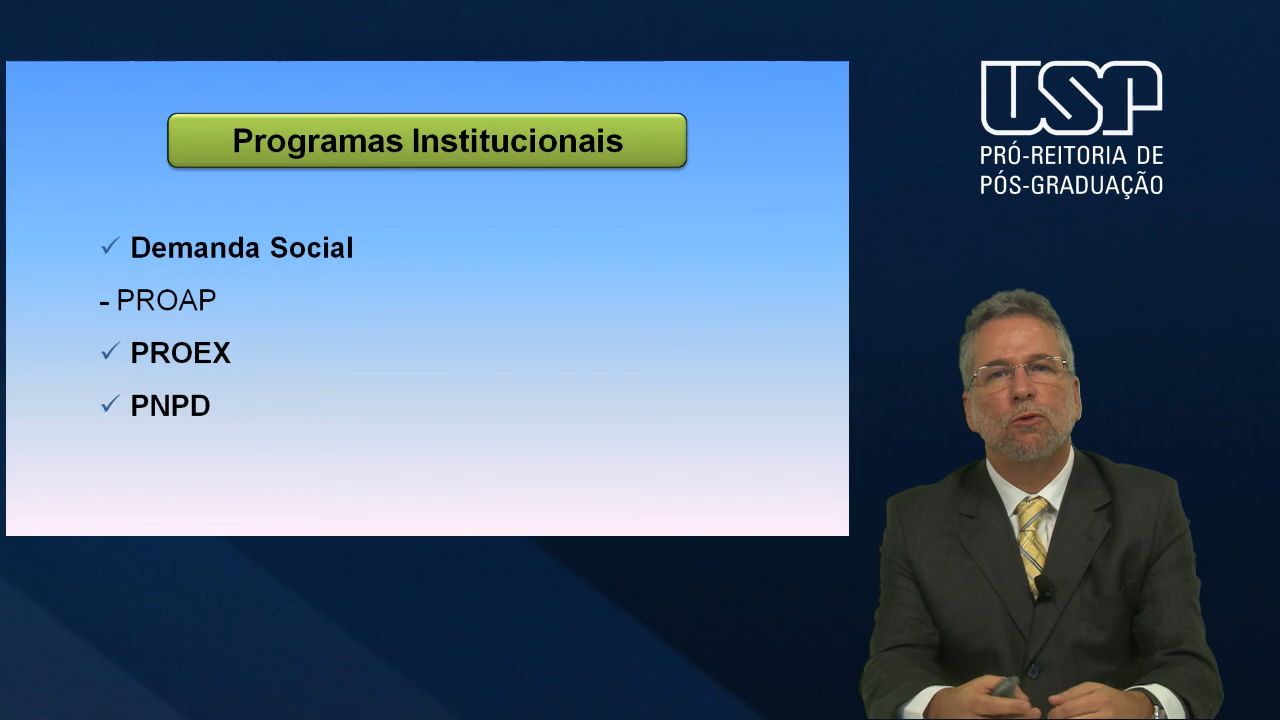 Programas Institucionais
✓ Demanda Social
- PROAP
✓ PROEX
✓ PNPD
USP
PRÓ-REITORIA DE
PÓS-GRADUAÇÃO